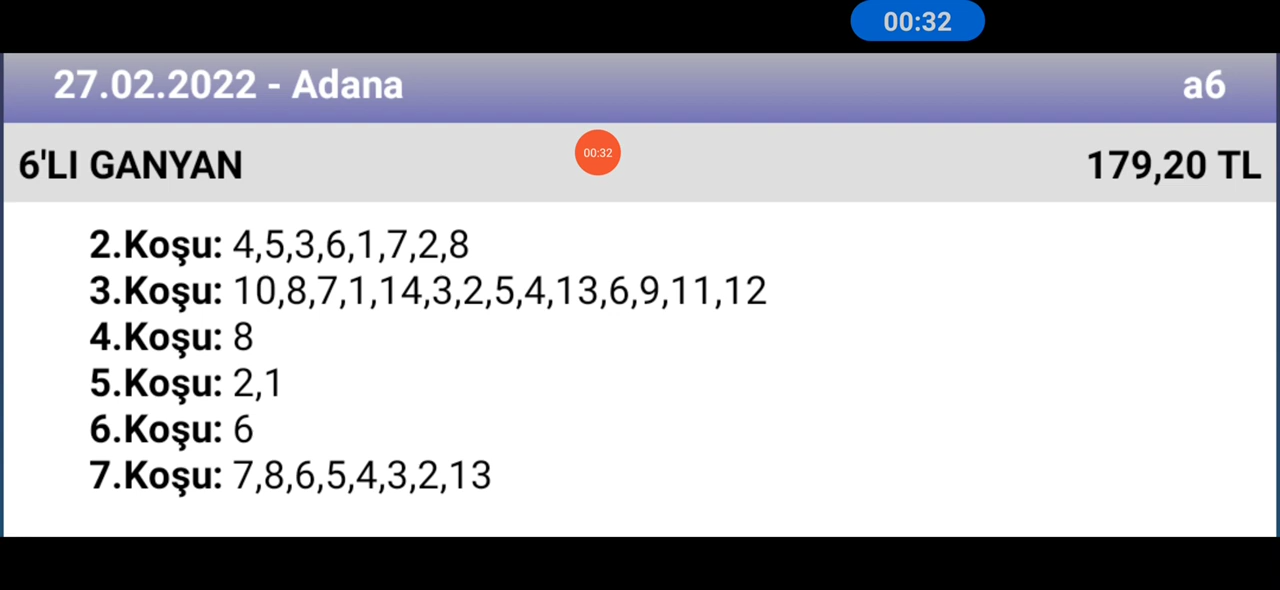 00:32
27.02.2022 - Adana a6
6'LI GANYAN 00:32 179,20 TL
2.Koşu: 4,5,3,6,1,7,2,8
3.Koşu: 10,8,7,1,14,3,2,5,4,13,6,9,11,12
4.Koşu: 8
5.Koşu: 2,1
6.Koşu: 6
7.Koşu: 7,8,6,5,4,3,2,13